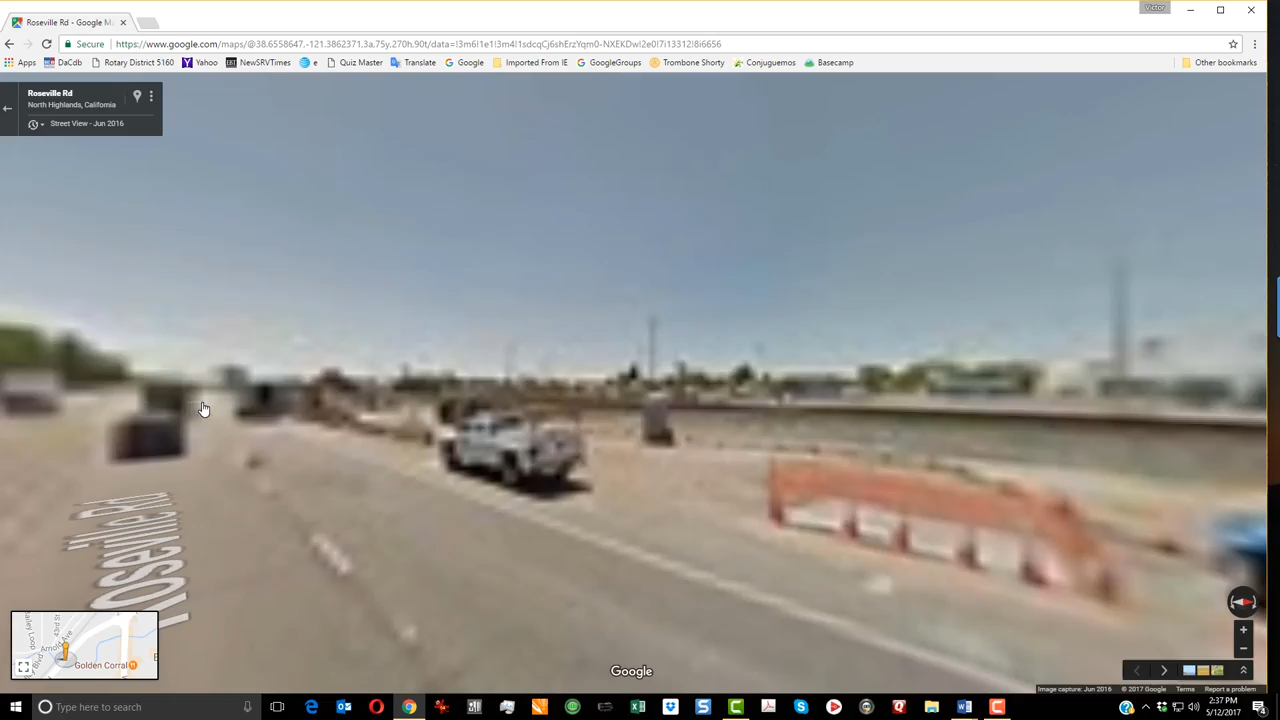 Victor
Roseville Rd - Google M
Secure https://www.google.com/maps/@38.6558647,-121.3862371,3a,75y,270h,90t/data=!3m6!1e1!3m4!1sdcqCj6shErzYqm0-NXEKDw!2e0!7i13312!8i6656
Apps DaCdb Rotary District 5160 Yahoo NewSRVTimes e Quiz Master Translate Google Imported From IE GoogleGroups Trombone Shorty Conjuguemos Basecamp Other bookmarks
Roseville Rd
North Highlands, California
Street View - Jun 2016
Roseville Rd
43rd St
Arnold Ave
Golden Corral
Google
Image capture: Jun 2016 © 2017 Google Terms Report a problem
Type here to search
2:37 PM
5/12/2017